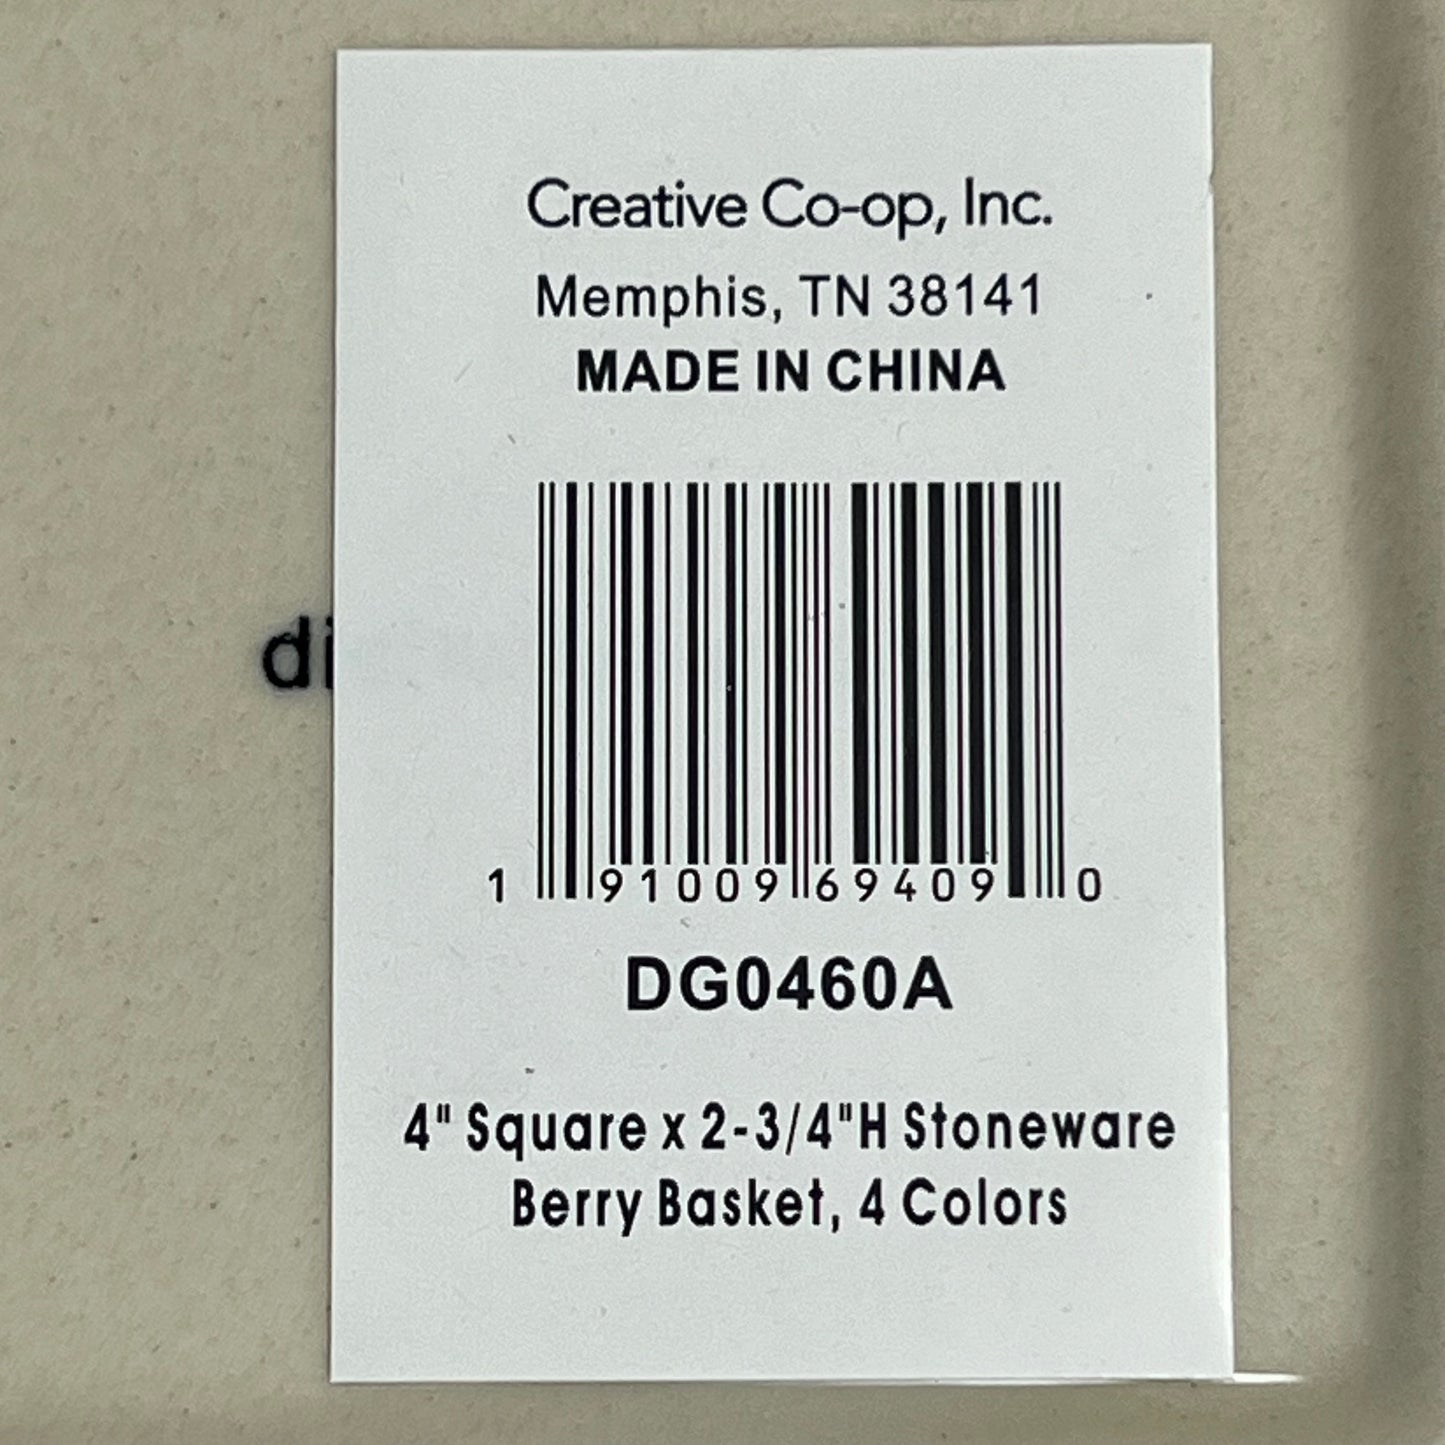 Creative Co-op, Inc.
Memphis, TN 38141
MADE IN CHINA
1 91009 69409 0
DG0460A
4" Square x 2-3/4"H Stoneware
Berry Basket, 4 Colors